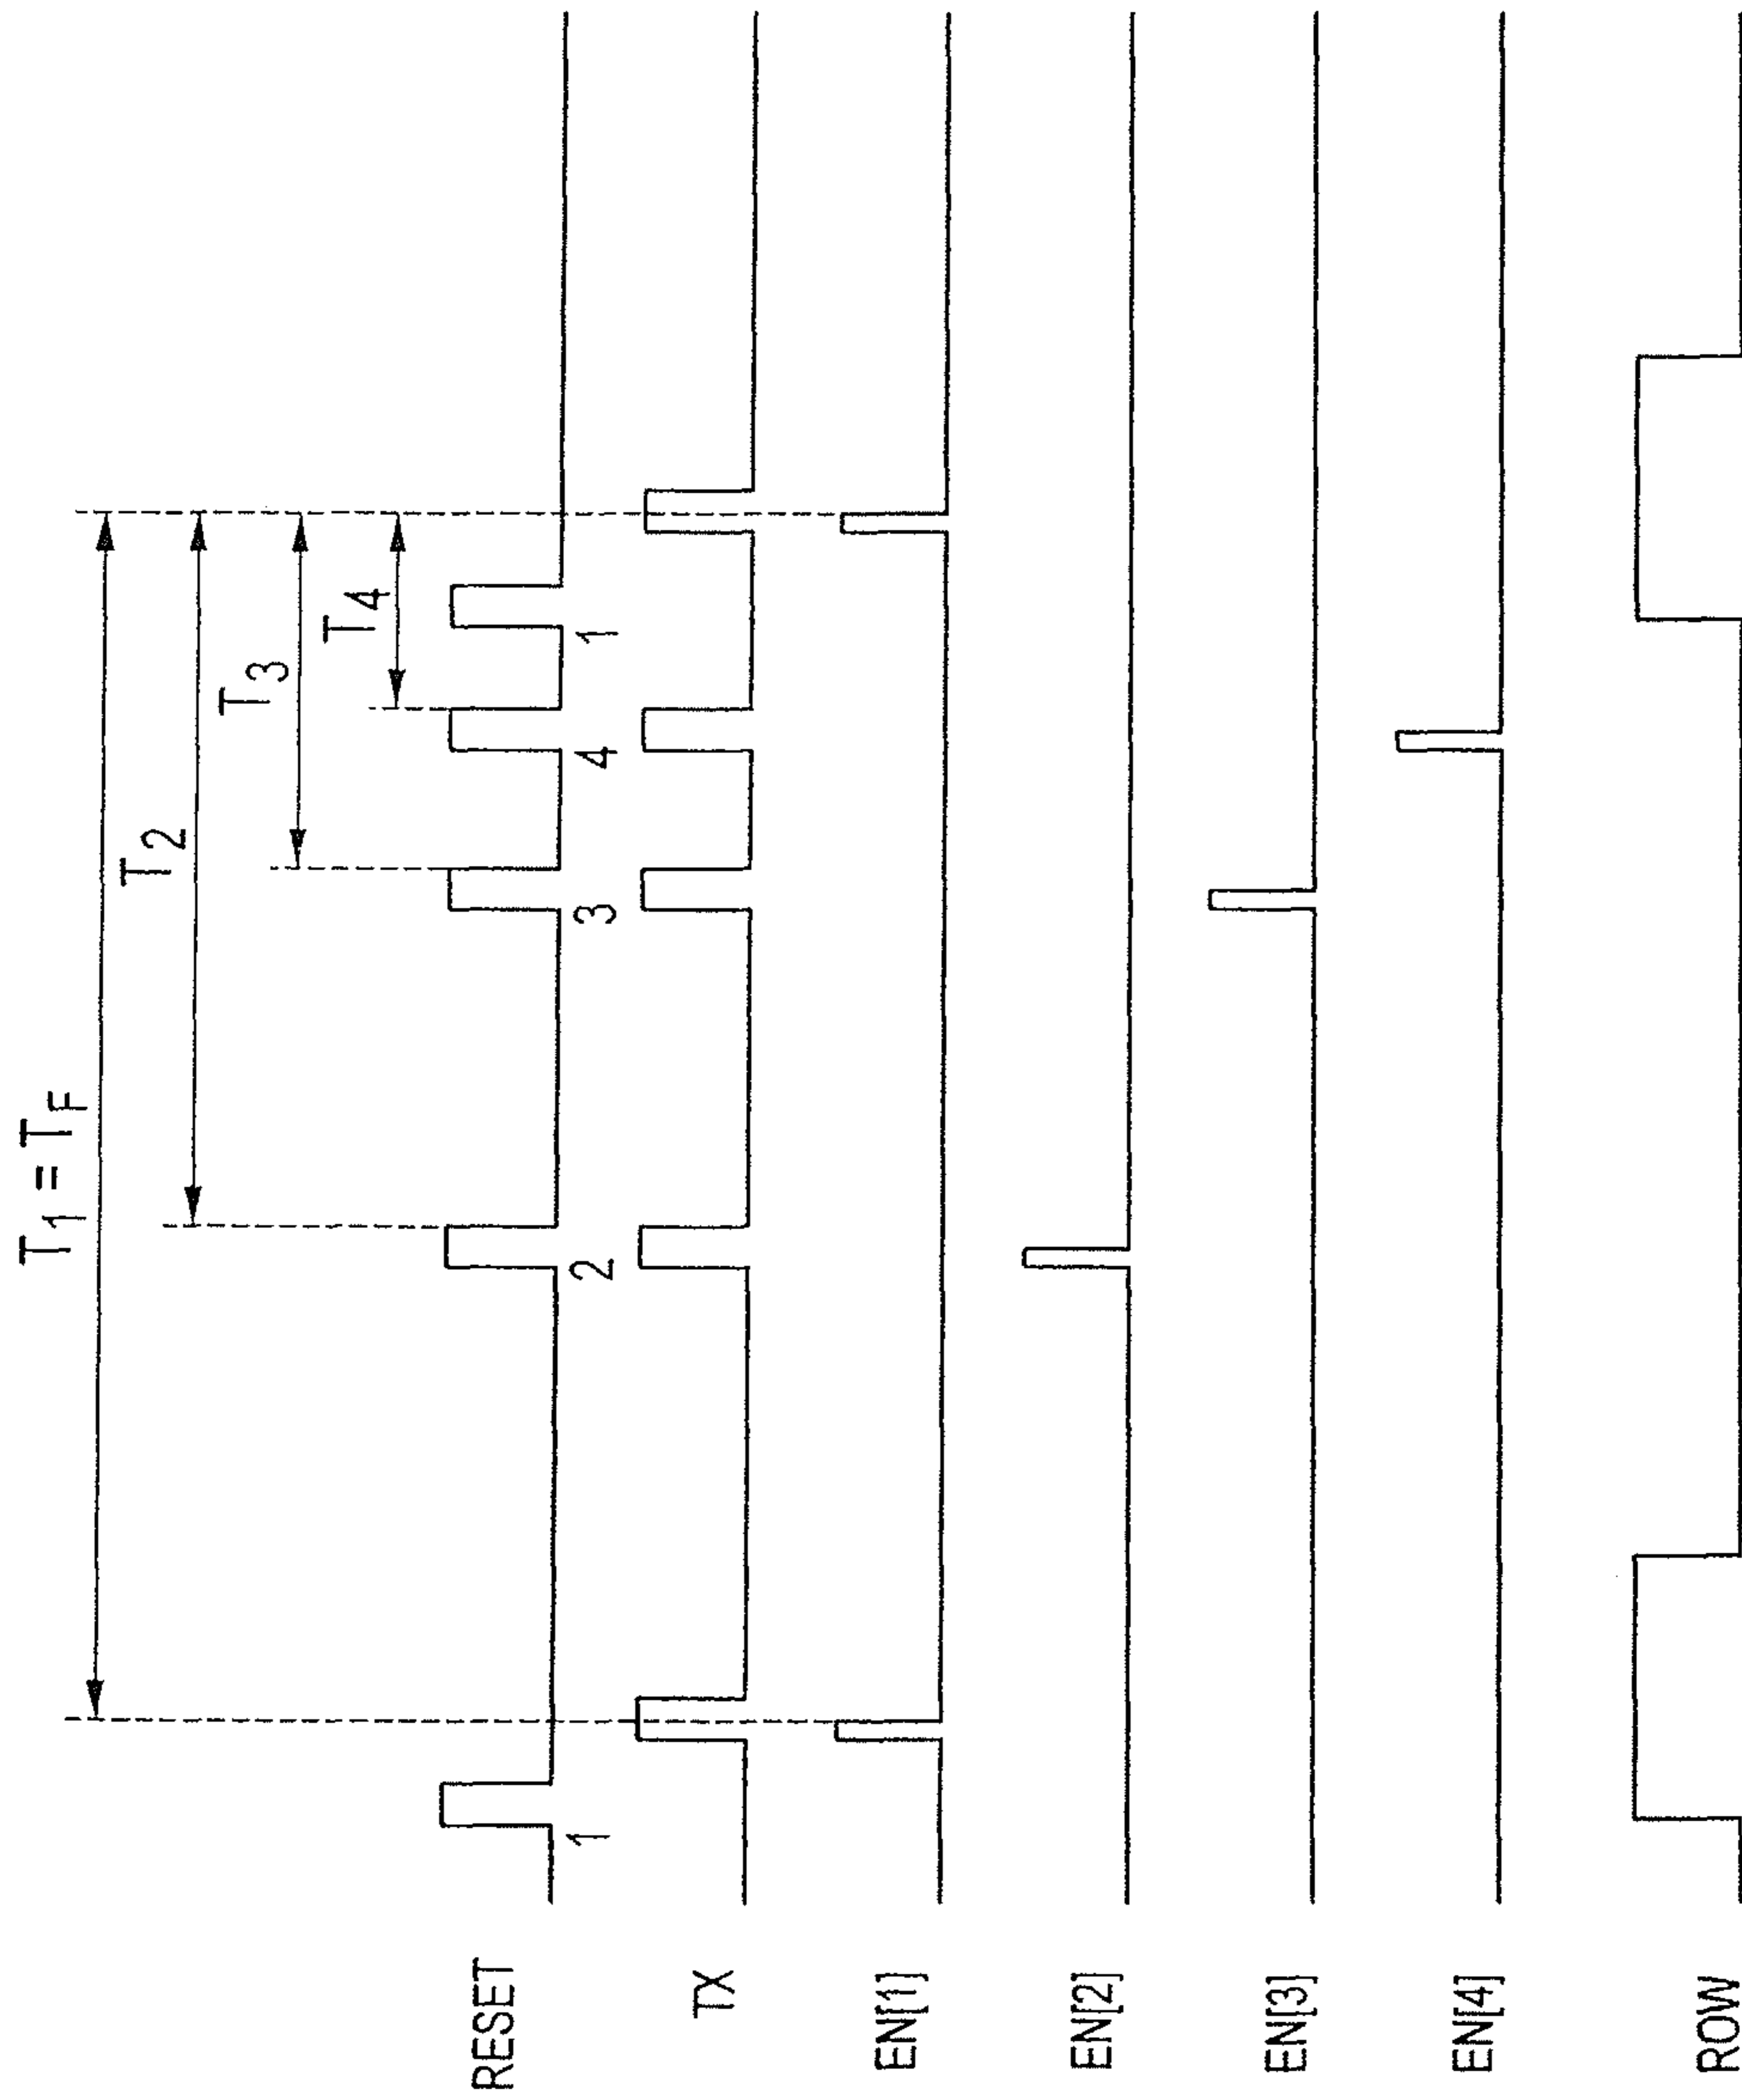 T1 = TF
T2
T3
T4
RESET
1
2
3
4
1
TX
EN[1]
EN[2]
EN[3]
EN[4]
ROW